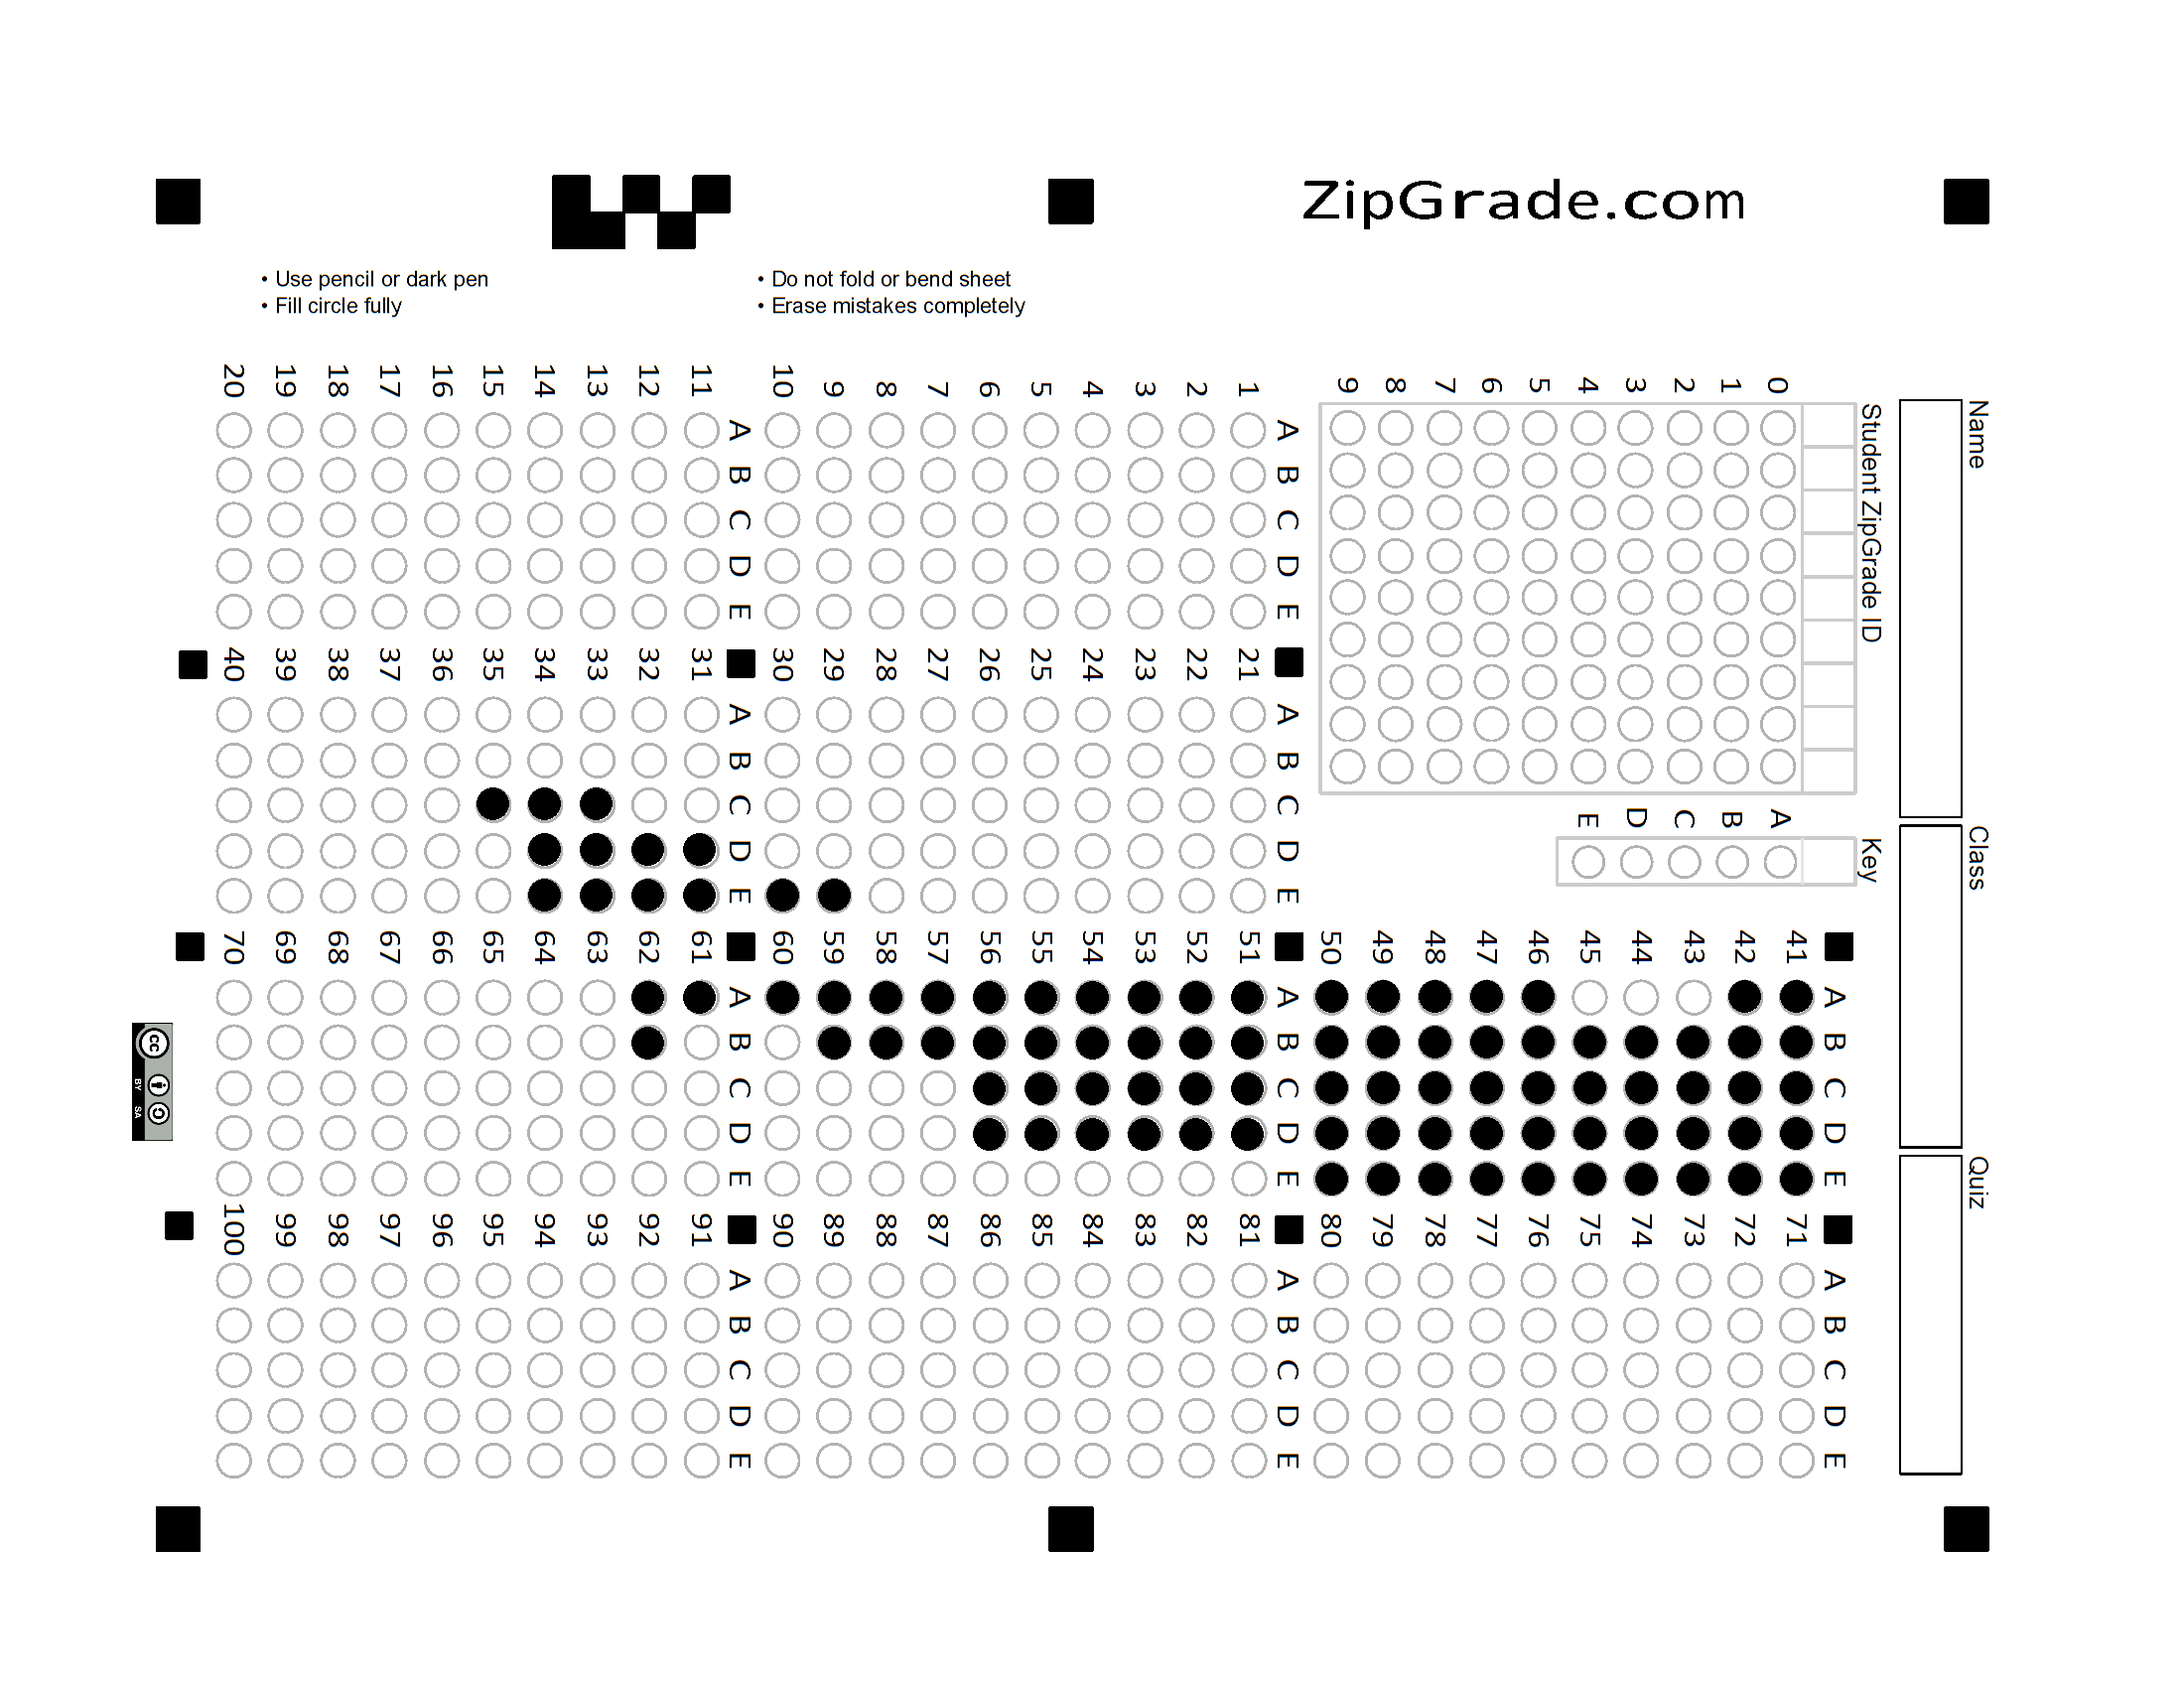 ZipGrade.com
• Use pencil or dark pen
• Fill circle fully
• Do not fold or bend sheet
• Erase mistakes completely
Name
Class
Quiz
Student ZipGrade ID
0 1 2 3 4 5 6 7 8 9
Key
A B C D E
1 2 3 4 5 6 7 8 9 10
A B C D E
11 12 13 14 15 16 17 18 19 20
A B C D E
21 22 23 24 25 26 27 28 29 30
A B C D E
31 32 33 34 35 36 37 38 39 40
A B C D E
41 42 43 44 45 46 47 48 49 50
A B C D E
51 52 53 54 55 56 57 58 59 60
A B C D E
61 62 63 64 65 66 67 68 69 70
A B C D E
71 72 73 74 75 76 77 78 79 80
A B C D E
81 82 83 84 85 86 87 88 89 90
A B C D E
91 92 93 94 95 96 97 98 99 100
A B C D E
cc
BY SA